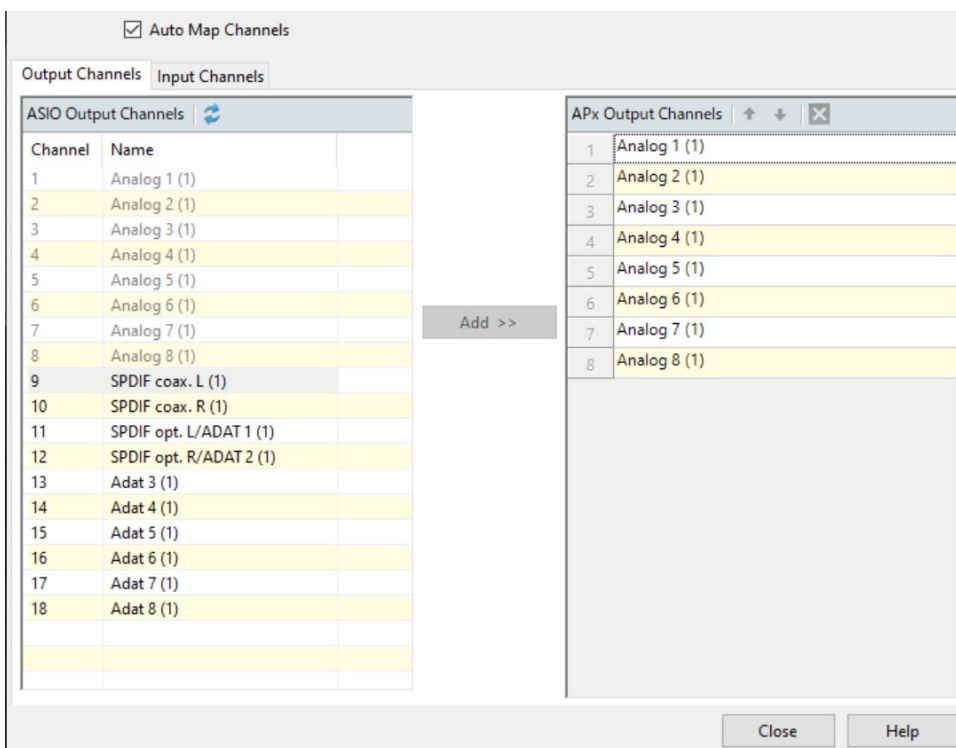 Auto Map Channels
Output Channels Input Channels
ASIO Output Channels
Channel Name
1 Analog 1 (1)
2 Analog 2 (1)
3 Analog 3 (1)
4 Analog 4 (1)
5 Analog 5 (1)
6 Analog 6 (1)
7 Analog 7 (1)
8 Analog 8 (1)
9 SPDIF coax. L (1)
10 SPDIF coax. R (1)
11 SPDIF opt. L/ADAT 1 (1)
12 SPDIF opt. R/ADAT 2 (1)
13 Adat 3 (1)
14 Adat 4 (1)
15 Adat 5 (1)
16 Adat 6 (1)
17 Adat 7 (1)
18 Adat 8 (1)
Add >>
APx Output Channels
1 Analog 1 (1)
2 Analog 2 (1)
3 Analog 3 (1)
4 Analog 4 (1)
5 Analog 5 (1)
6 Analog 6 (1)
7 Analog 7 (1)
8 Analog 8 (1)
Close Help